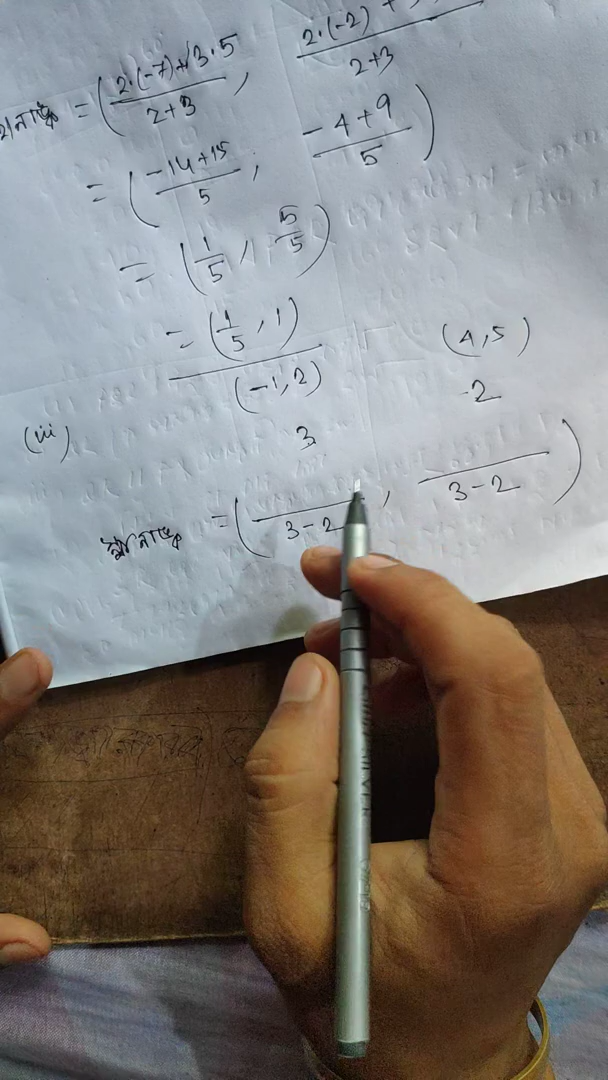 স্থানাঙ্ক = (2·(-7)+3·5 / 2+3 , 2·(-2)+ / 2+3
= (-14+15 / 5 , -4+9 / 5)
= (1/5 , 5/5)
= (1/5 , 1)
(iii) (-1, 2) (4, 5)
3 -2
স্থানাঙ্ক = ( / 3-2 , / 3-2 )